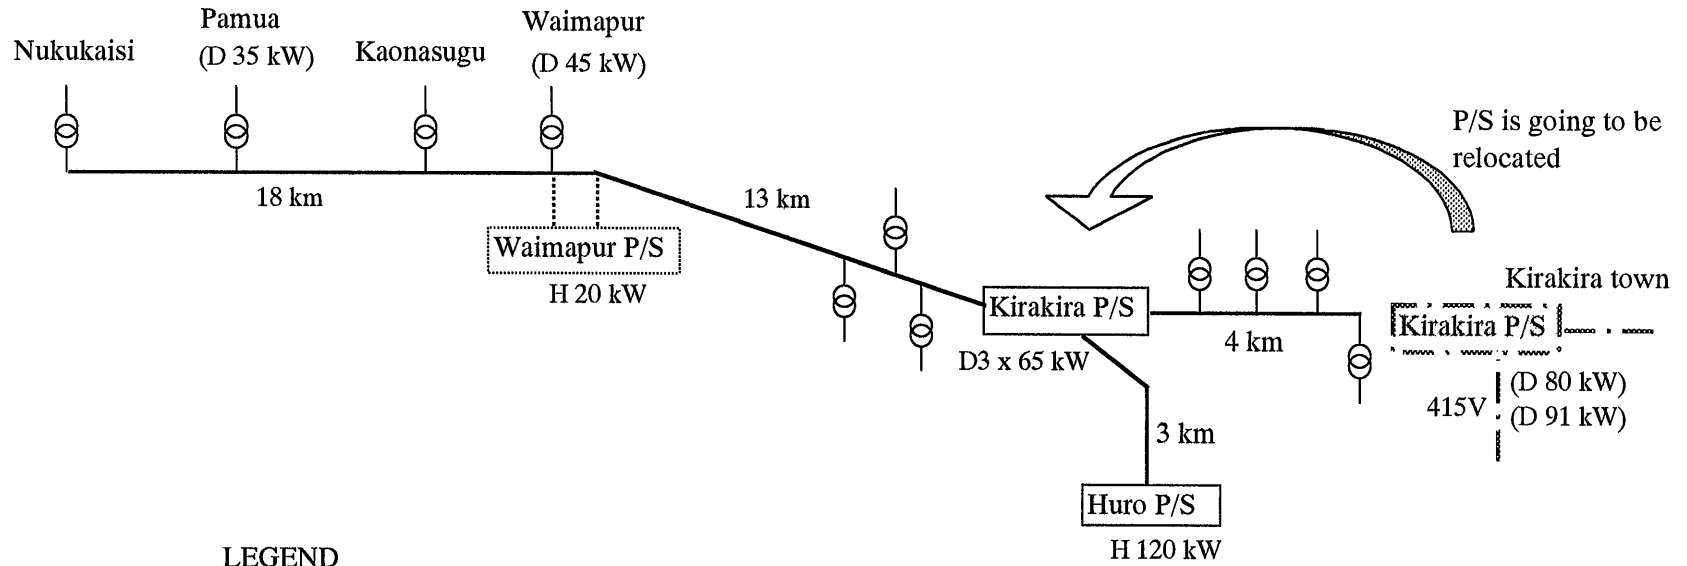 Nukukaisi
Pamua
(D 35 kW)
Kaonasugu
Waimapur
(D 45 kW)
P/S is going to be
relocated
18 km
13 km
Waimapur P/S
H 20 kW
Kirakira P/S
D3 x 65 kW
4 km
Kirakira town
Kirakira P/S
(D 80 kW)
415V
(D 91 kW)
3 km
Huro P/S
H 120 kW
LEGEND